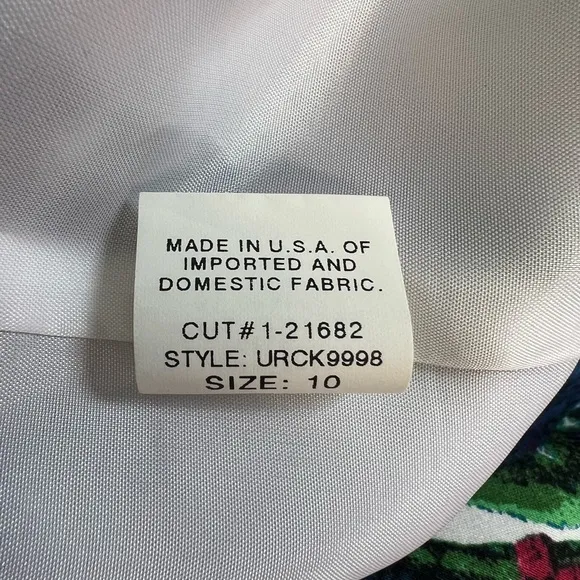 MADE IN U.S.A. OF
IMPORTED AND
DOMESTIC FABRIC.
CUT#1-21682
STYLE: URCK9998
SIZE: 10